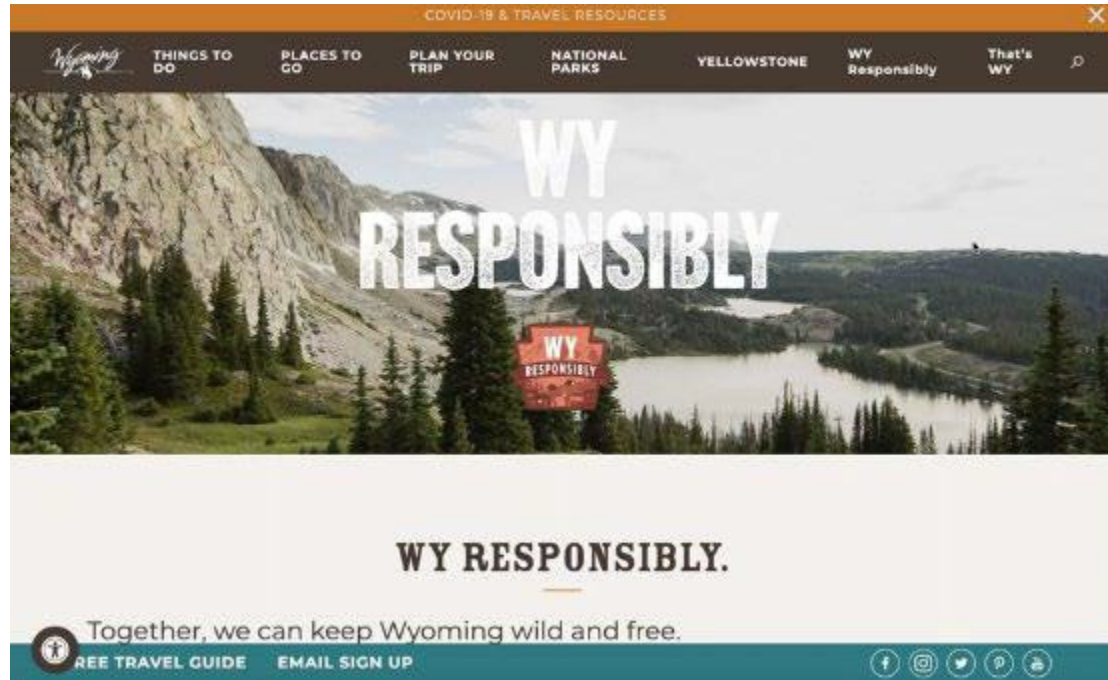 COVID-19 & TRAVEL RESOURCES
Wyoming
THINGS TO
DO
PLACES TO
GO
PLAN YOUR
TRIP
NATIONAL
PARKS
YELLOWSTONE
WY
Responsibly
That's
WY
WY
RESPONSIBLY
WY
RESPONSIBLY
WY RESPONSIBLY.
Together, we can keep Wyoming wild and free.
REE TRAVEL GUIDE
EMAIL SIGN UP